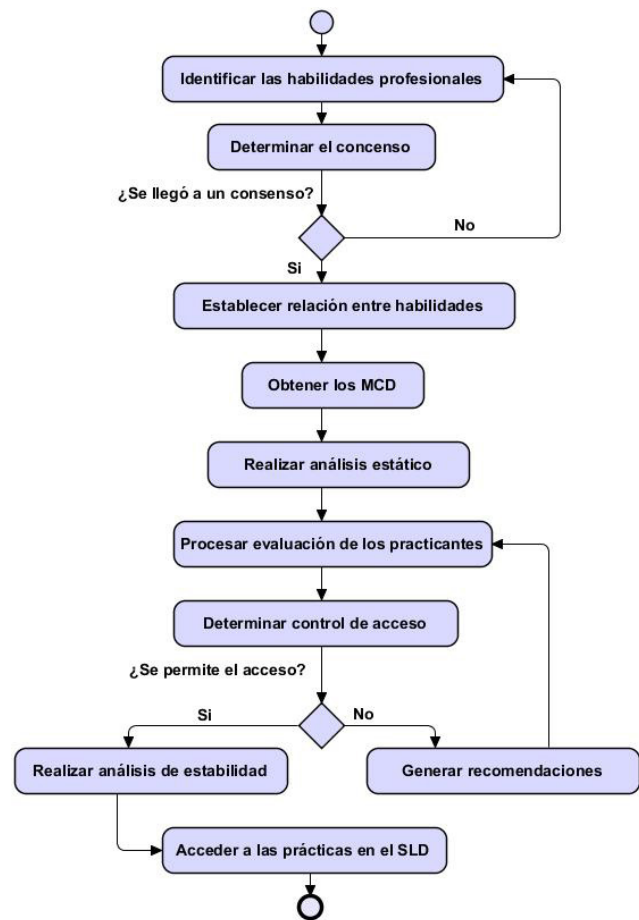 Identificar las habilidades profesionales
Determinar el concenso
¿Se llegó a un consenso?
No
Si
Establecer relación entre habilidades
Obtener los MCD
Realizar análisis estático
Procesar evaluación de los practicantes
Determinar control de acceso
¿Se permite el acceso?
Si
No
Realizar análisis de estabilidad
Generar recomendaciones
Acceder a las prácticas en el SLD